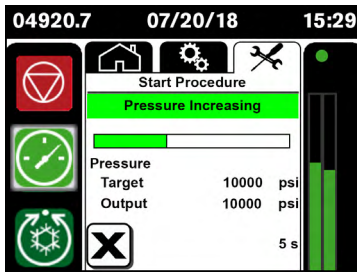 04920.7 07/20/18 15:29
Start Procedure
Pressure Increasing
Pressure
Target 10000 psi
Output 10000 psi
5 s